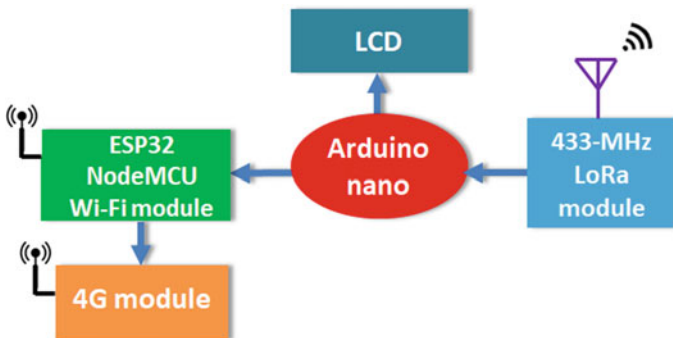 LCD
ESP32
NodeMCU
Wi-Fi module
Arduino
nano
433-MHz
LoRa
module
4G module